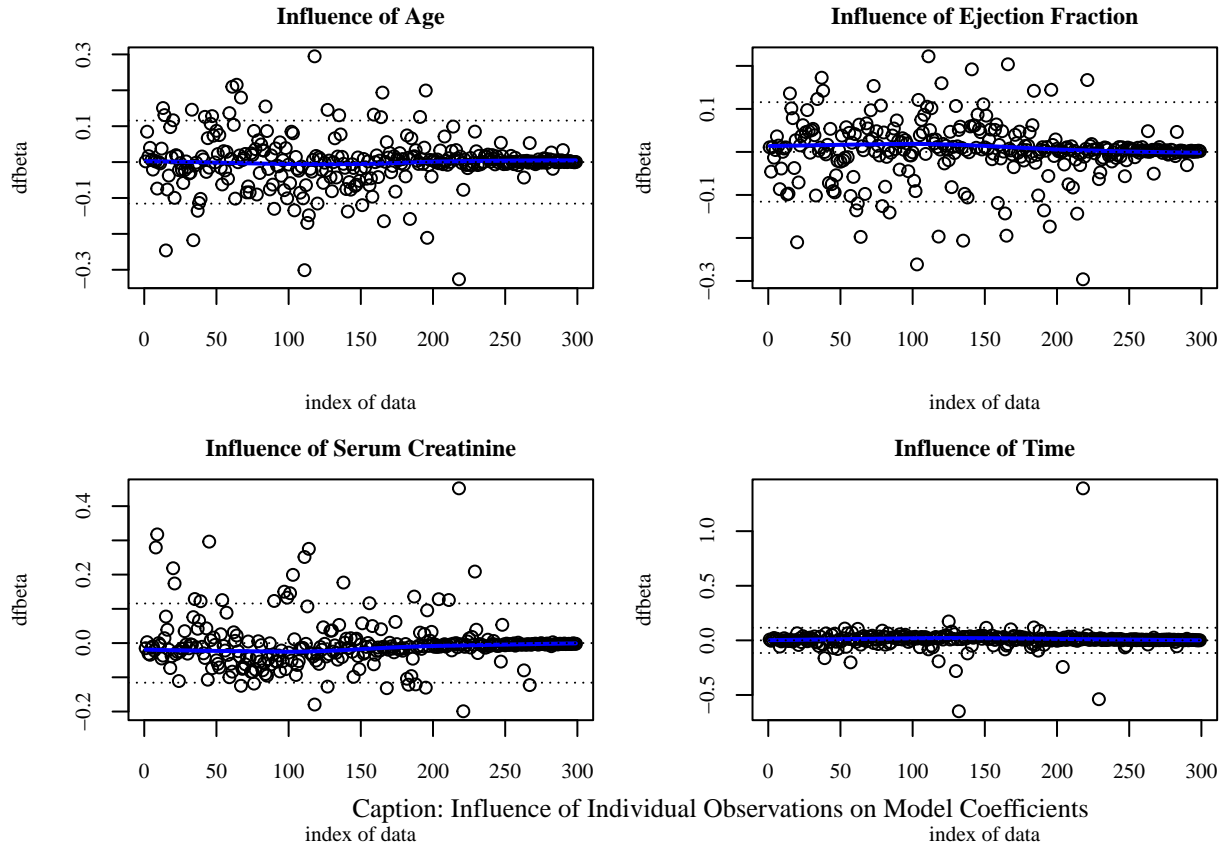 Influence of Age
dfbeta
0.3
0.1
−0.1
−0.3
0 50 100 150 200 250 300
index of data
Influence of Ejection Fraction
dfbeta
0.1
−0.1
−0.3
0 50 100 150 200 250 300
index of data
Influence of Serum Creatinine
dfbeta
0.4
0.2
0.0
−0.2
0 50 100 150 200 250 300
index of data
Influence of Time
dfbeta
1.0
0.5
0.0
−0.5
0 50 100 150 200 250 300
index of data
Caption: Influence of Individual Observations on Model Coefficients